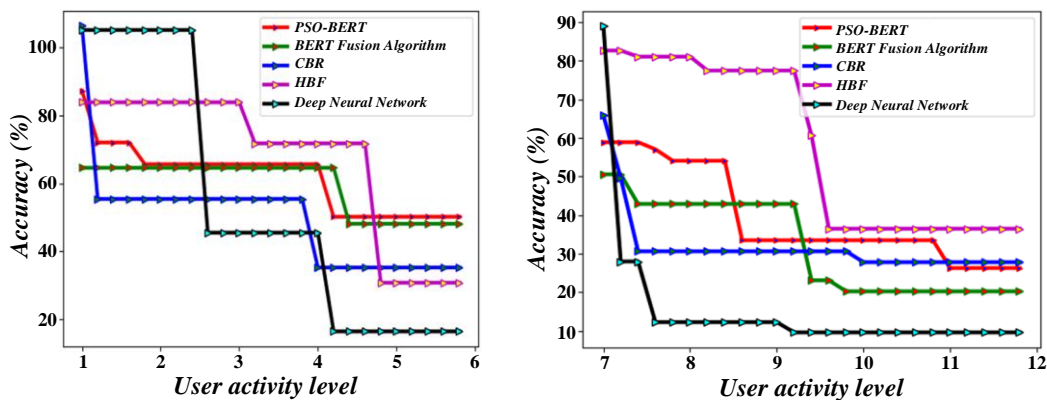 100
80
60
40
20
Accuracy (%)
PSO-BERT
BERT Fusion Algorithm
CBR
HBF
Deep Neural Network
1 2 3 4 5 6
User activity level
90
80
70
60
50
40
30
20
10
Accuracy (%)
PSO-BERT
BERT Fusion Algorithm
CBR
HBF
Deep Neural Network
7 8 9 10 11 12
User activity level